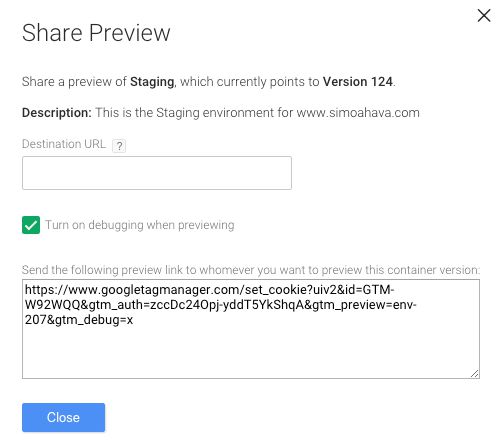 Share Preview
Share a preview of Staging, which currently points to Version 124.
Description: This is the Staging environment for www.simoahava.com
Destination URL ?
Turn on debugging when previewing
Send the following preview link to whomever you want to preview this container version:
https://www.googletagmanager.com/set_cookie?uiv2&id=GTM-
W92WQQ&gtm_auth=zccDc24Opj-yddT5YkShqA&gtm_preview=env-
207&gtm_debug=x
Close